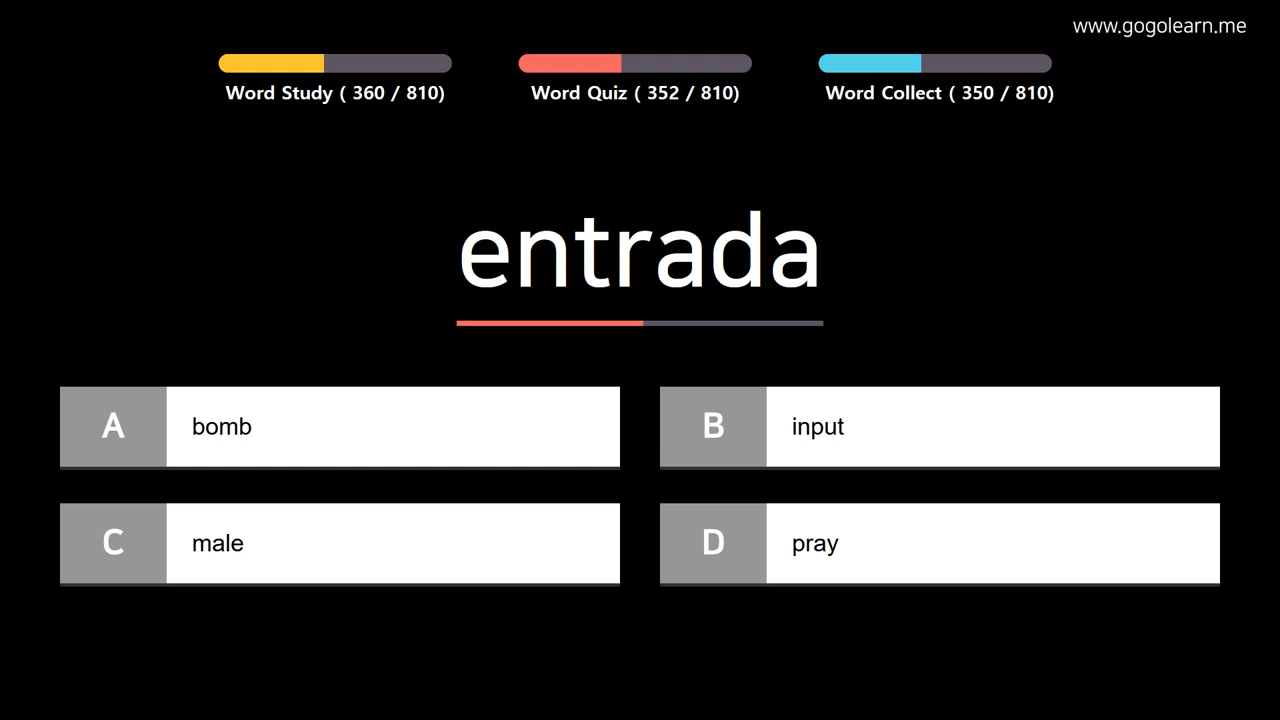 www.gogolearn.me
Word Study ( 360 / 810)
Word Quiz ( 352 / 810)
Word Collect ( 350 / 810)
entrada
A bomb
B input
C male
D pray